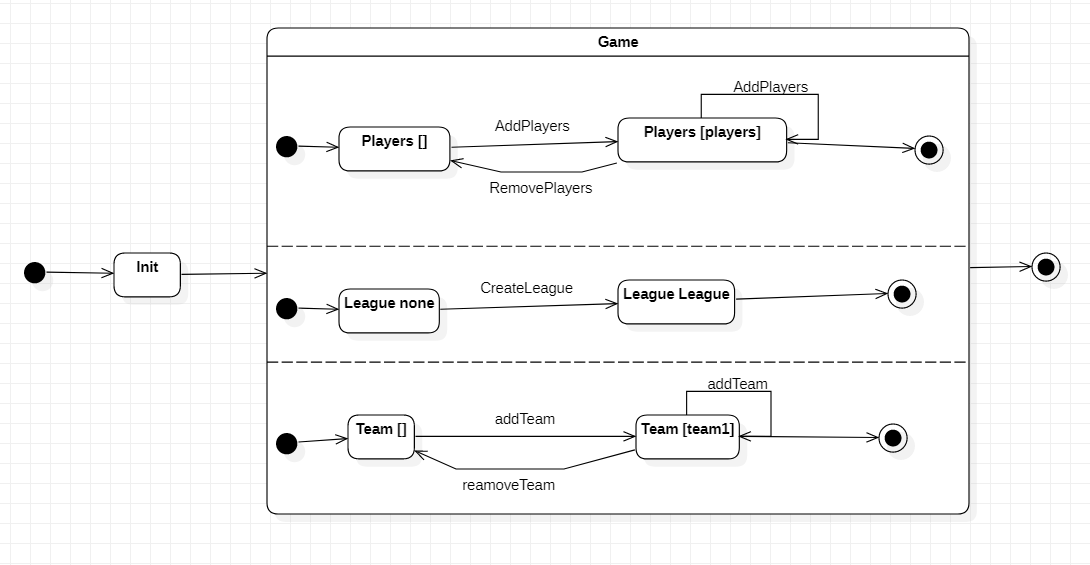 Game
AddPlayers
AddPlayers
Players []
Players [players]
RemovePlayers
Init
CreateLeague
League none
League League
addTeam
addTeam
Team []
Team [team1]
reamoveTeam